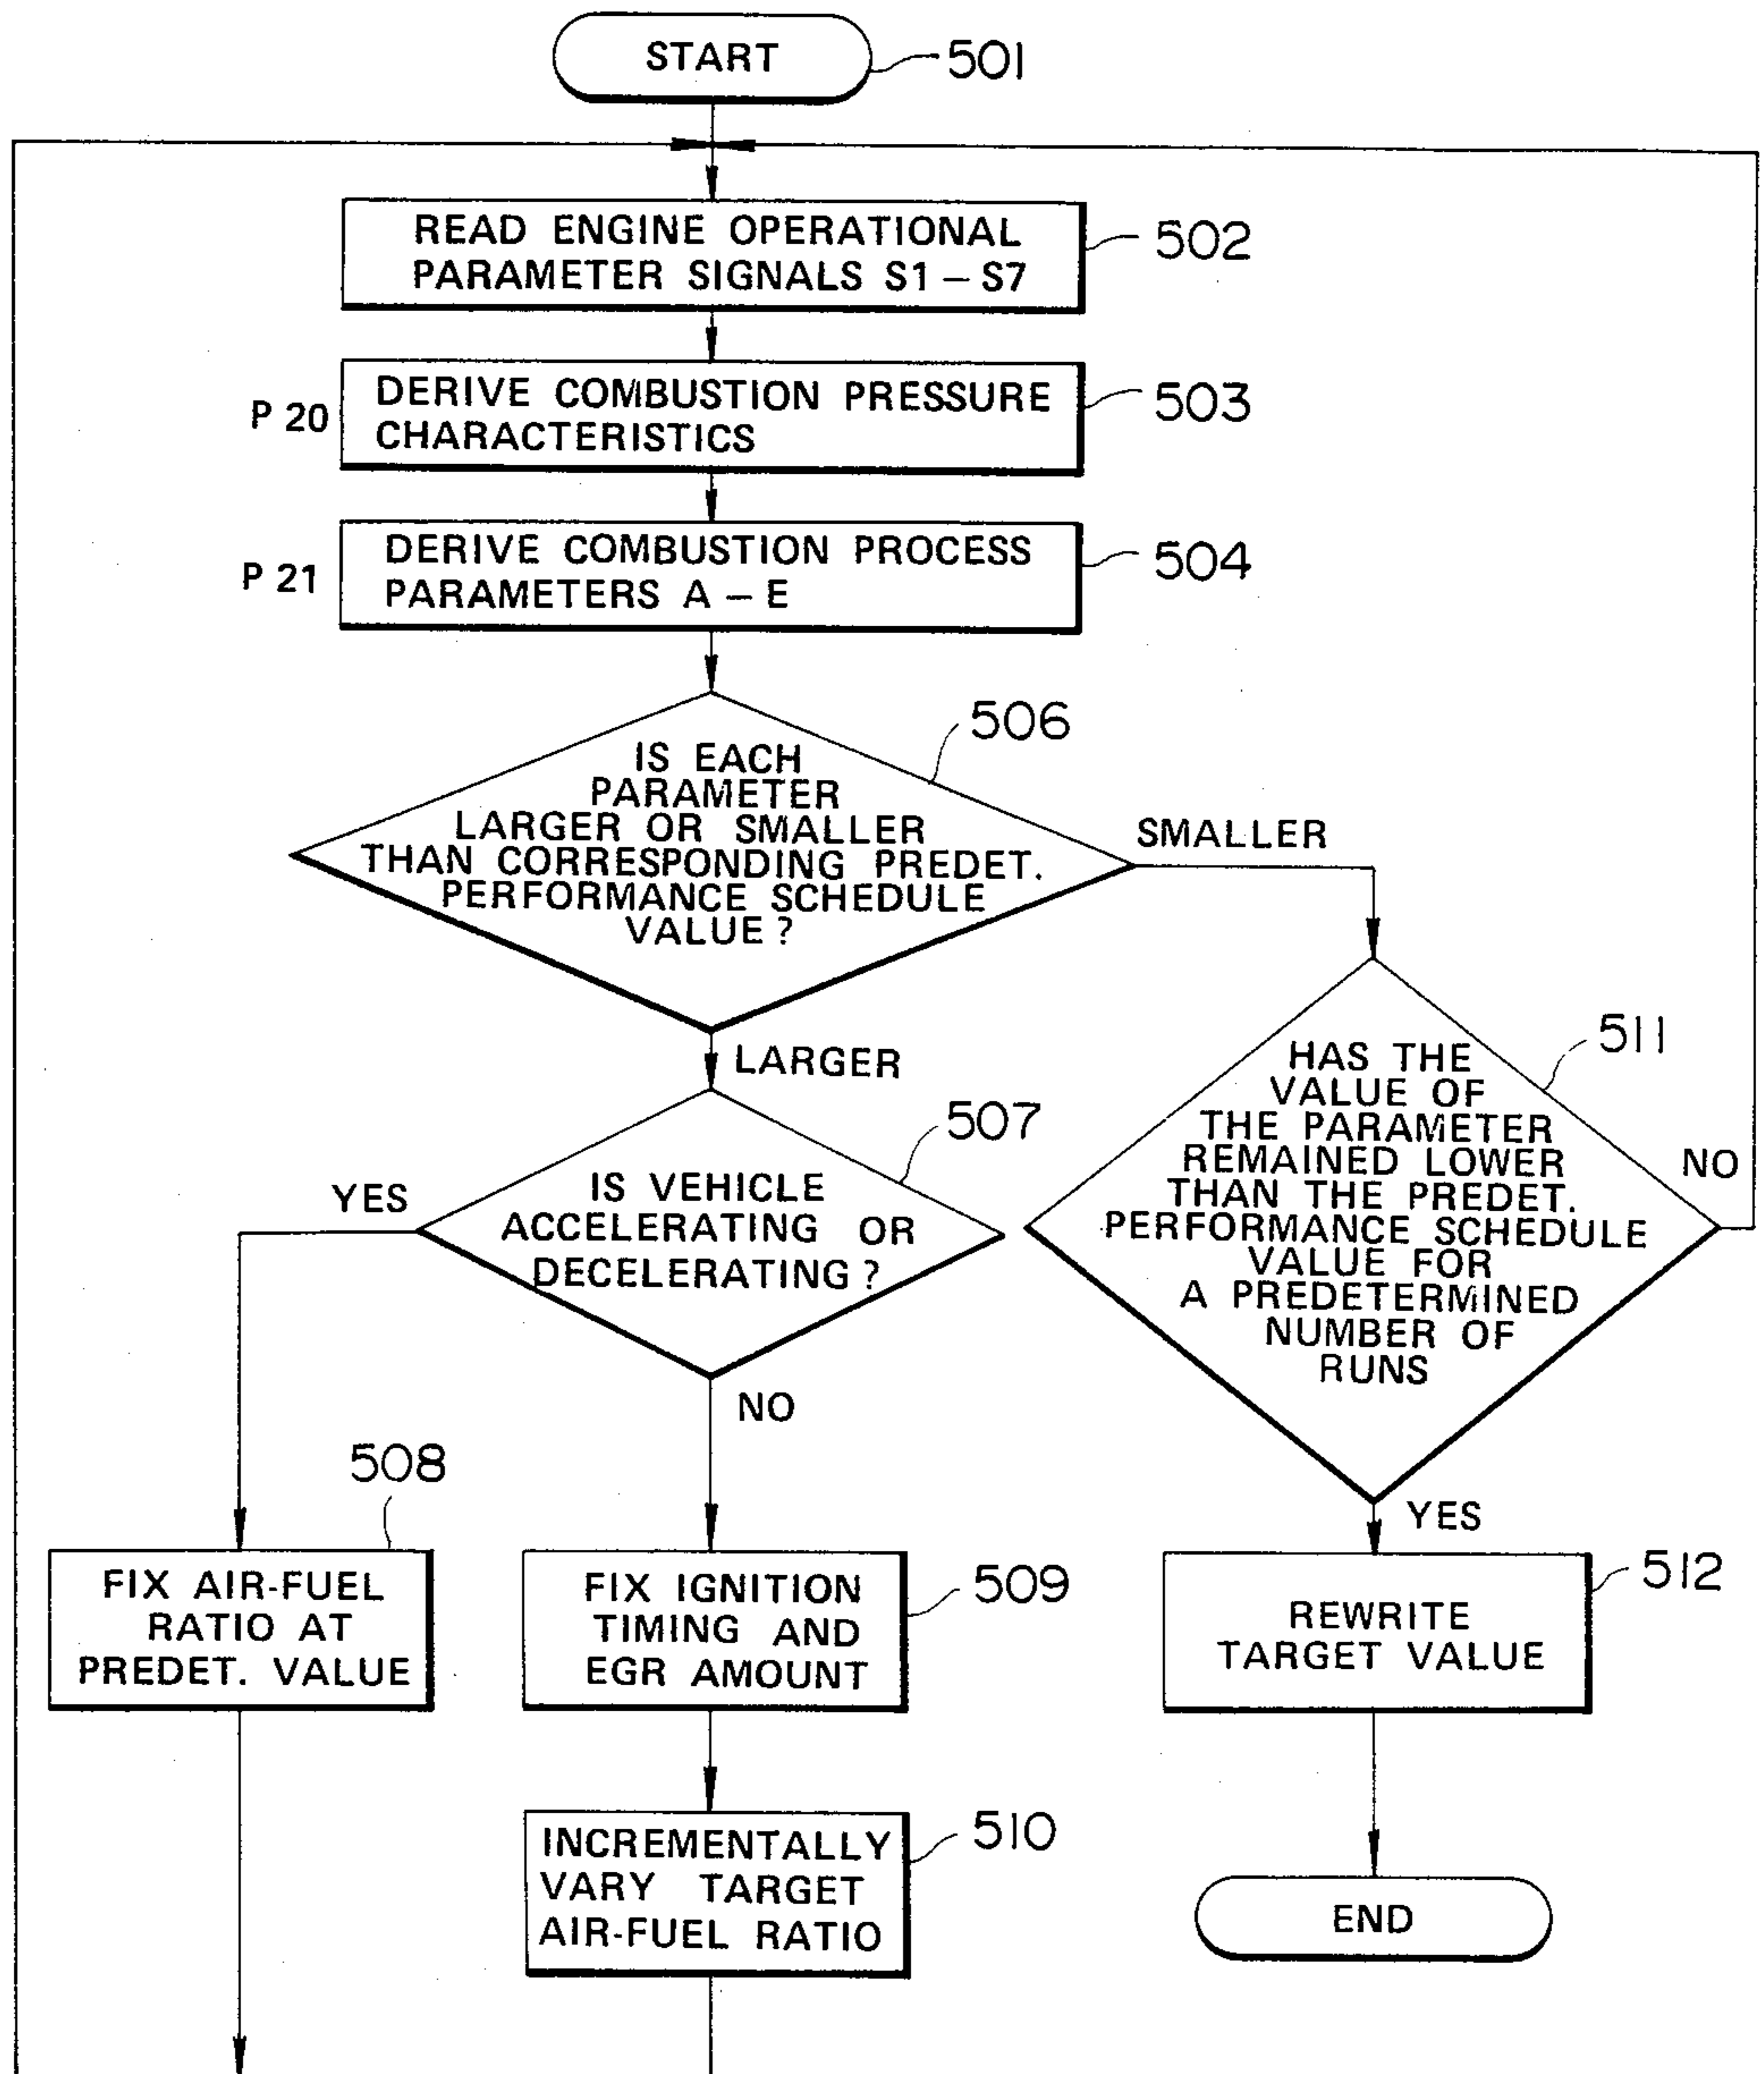 START
501
READ ENGINE OPERATIONAL
PARAMETER SIGNALS S1 – S7
502
P 20
DERIVE COMBUSTION PRESSURE
CHARACTERISTICS
503
P 21
DERIVE COMBUSTION PROCESS
PARAMETERS A – E
504
506
IS EACH
PARAMETER
LARGER OR SMALLER
THAN CORRESPONDING PREDET.
PERFORMANCE SCHEDULE
VALUE ?
SMALLER
LARGER
507
IS VEHICLE
ACCELERATING OR
DECELERATING ?
YES
NO
511
HAS THE
VALUE OF
THE PARAMETER
REMAINED LOWER
THAN THE PREDET.
PERFORMANCE SCHEDULE
VALUE FOR
A PREDETERMINED
NUMBER OF
RUNS
NO
YES
508
FIX AIR-FUEL
RATIO AT
PREDET. VALUE
FIX IGNITION
TIMING AND
EGR AMOUNT
509
REWRITE
TARGET VALUE
512
INCREMENTALLY
VARY TARGET
AIR-FUEL RATIO
510
END